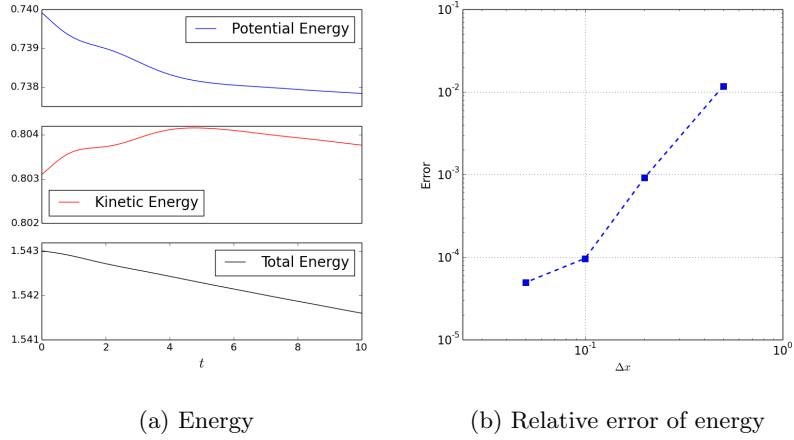 0.740
0.739
0.738
Potential Energy
0.804
0.803
0.802
Kinetic Energy
1.543
1.542
1.541
Total Energy
0 2 4 6 8 10
t
(a) Energy
10^-1
10^-2
10^-3
10^-4
10^-5
Error
10^-1 10^0
Δx
(b) Relative error of energy